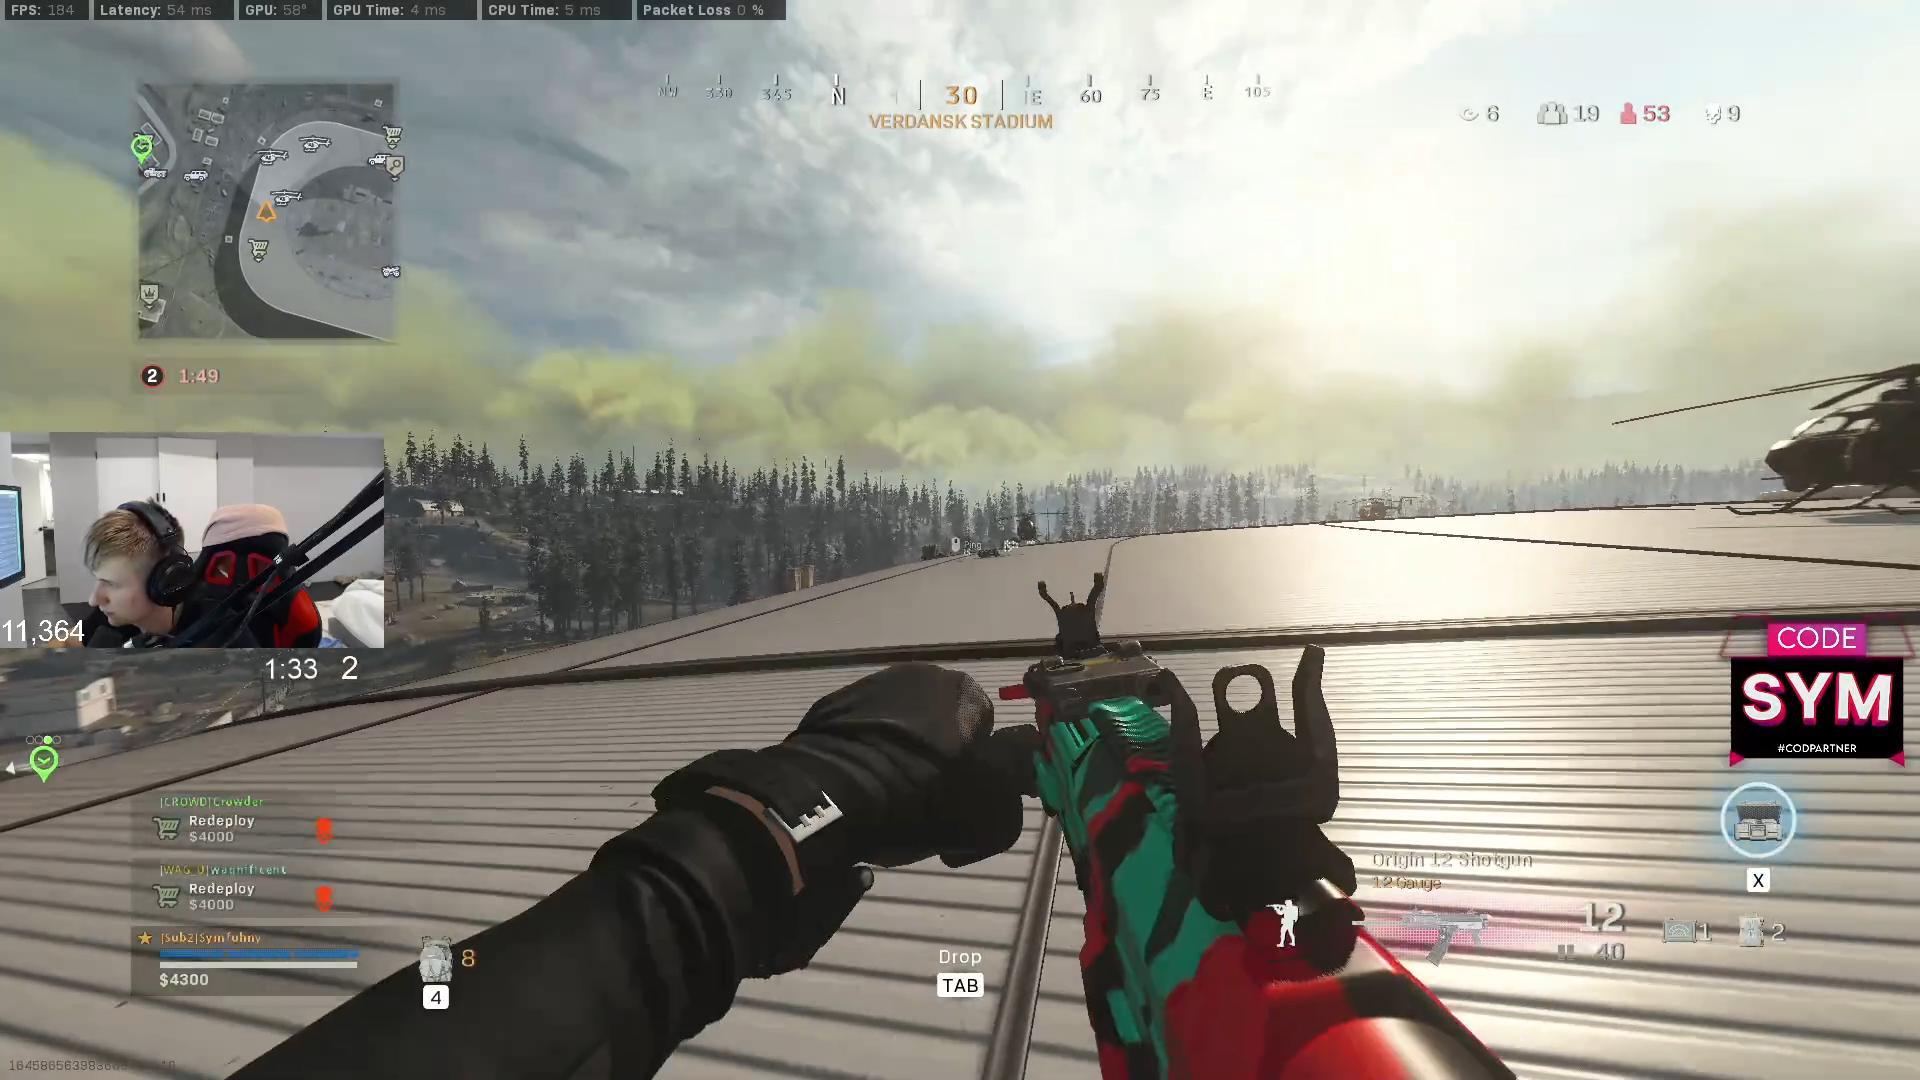 FPS: 184 Latency: 54 ms GPU: 58° GPU Time: 4 ms CPU Time: 5 ms Packet Loss 0 %
NW 330 345 N 30 E 60 75 E 105
VERDANSK STADIUM
6 19 53 9
2 1:49
Ping
11,364
1:33 2
CODE
SYM
#CODPARTNER
[CROWD]Crowder
Redeploy
$4000
[WAG_U]wagnificent
Redeploy
$4000
[Sub2]Symfuhny
$4300
8
4
Drop
TAB
X
Origin 12 Shotgun
12 Gauge
12
40
1 2